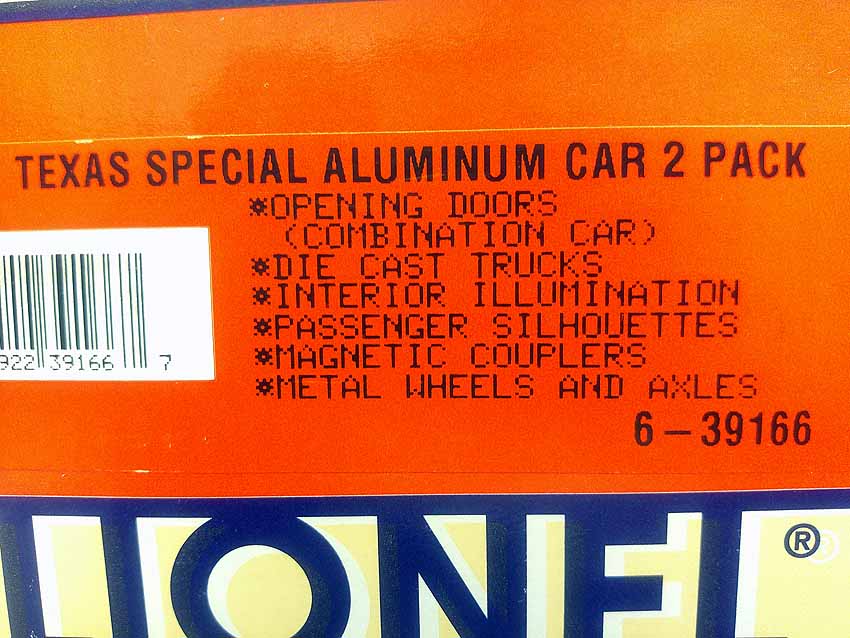 TEXAS SPECIAL ALUMINUM CAR 2 PACK
*OPENING DOORS
(COMBINATION CAR)
*DIE CAST TRUCKS
*INTERIOR ILLUMINATION
*PASSENGER SILHOUETTES
*MAGNETIC COUPLERS
*METAL WHEELS AND AXLES
922 39166 7
6-39166
LIONEL®